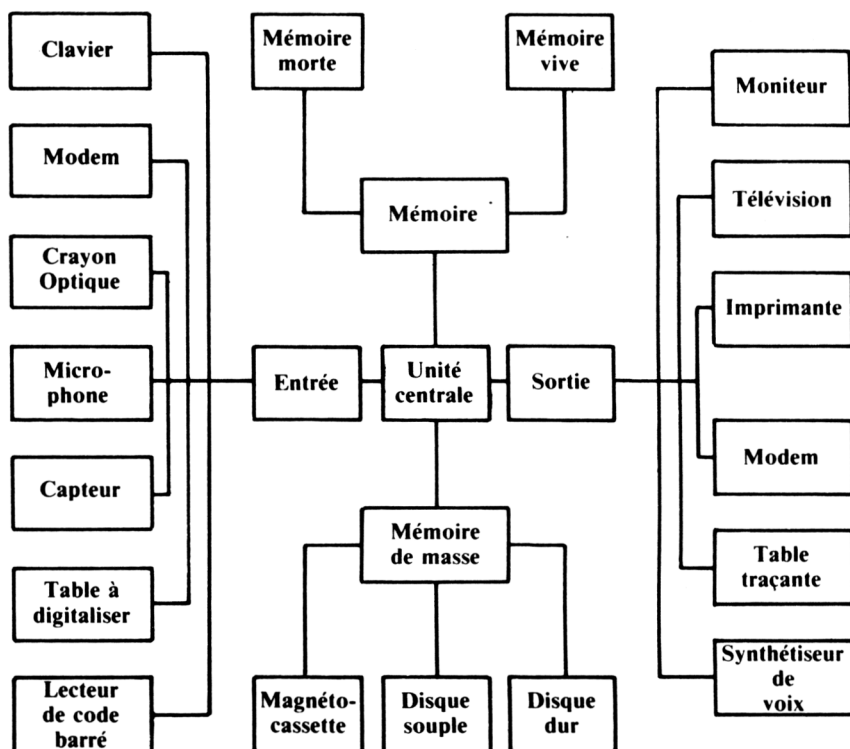 Clavier
Modem
Crayon
Optique
Micro-
phone
Capteur
Table à
digitaliser
Lecteur
de code
barré
Mémoire
morte
Mémoire
vive
Mémoire
Entrée
Unité
centrale
Sortie
Mémoire
de masse
Magnéto-
cassette
Disque
souple
Disque
dur
Moniteur
Télévision
Imprimante
Modem
Table
traçante
Synthétiseur
de
voix